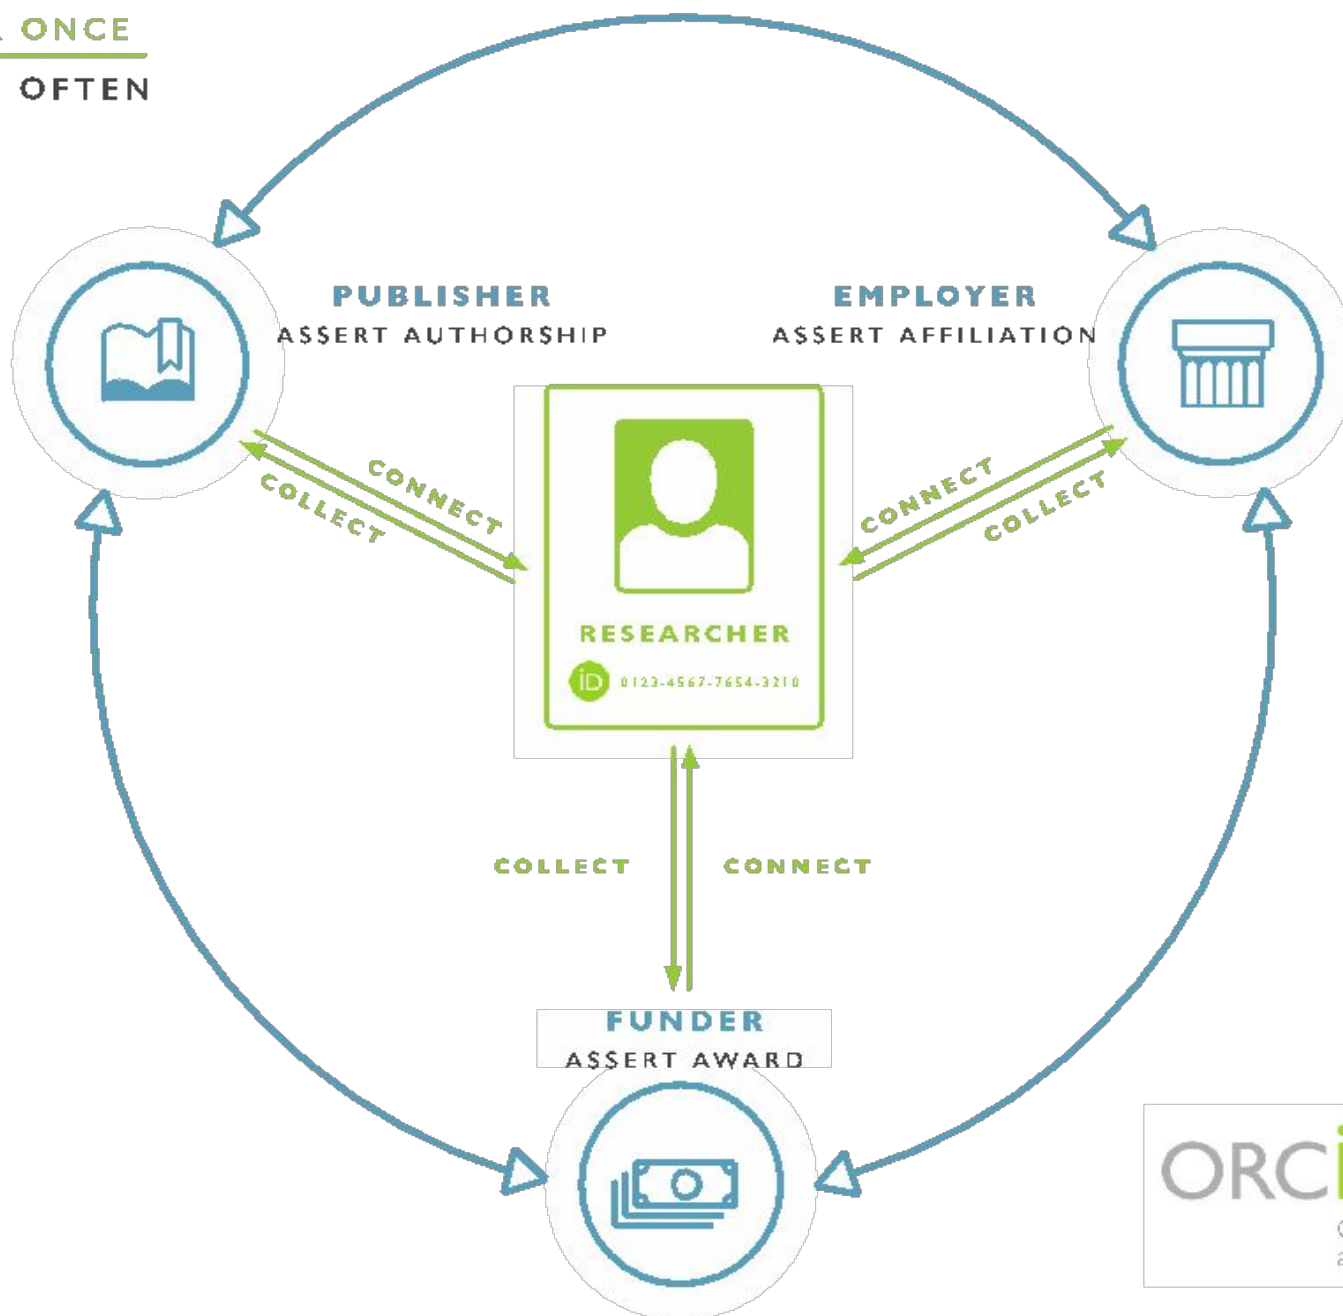 ONCE
OFTEN
PUBLISHER
ASSERT AUTHORSHIP
EMPLOYER
ASSERT AFFILIATION
CONNECT
COLLECT
CONNECT
COLLECT
RESEARCHER
iD 0123-4567-7654-3210
COLLECT
CONNECT
FUNDER
ASSERT AWARD
ORCi